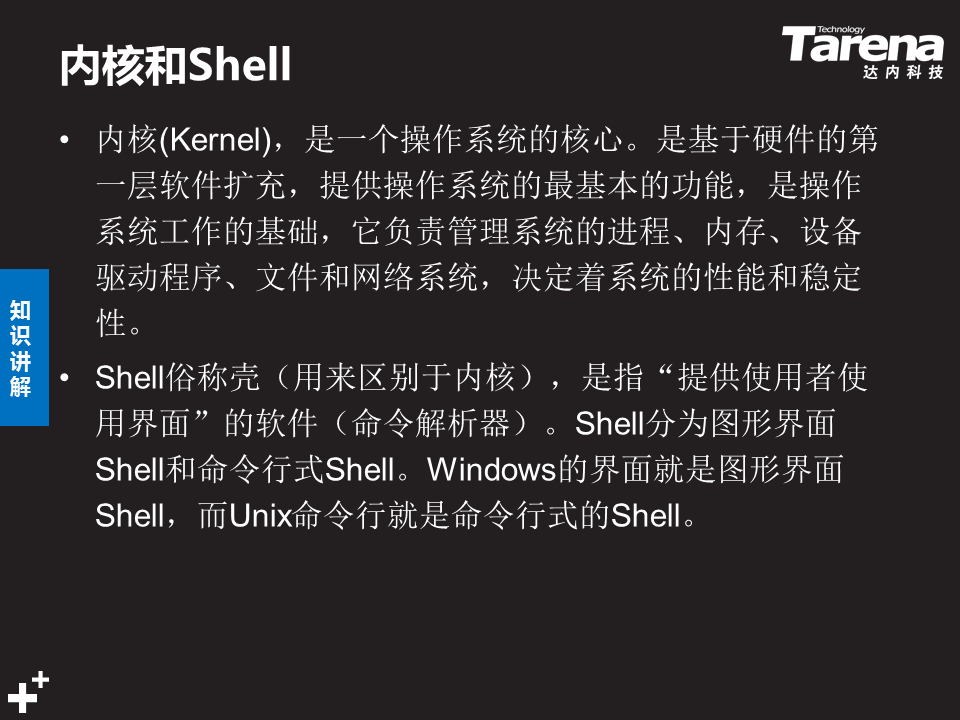 内核和Shell
Technology
Tarena
达内科技
• 内核(Kernel)，是一个操作系统的核心。是基于硬件的第
一层软件扩充，提供操作系统的最基本的功能，是操作
系统工作的基础，它负责管理系统的进程、内存、设备
驱动程序、文件和网络系统，决定着系统的性能和稳定
性。
知
识
讲
解
• Shell俗称壳（用来区别于内核），是指“提供使用者使
用界面”的软件（命令解析器）。Shell分为图形界面
Shell和命令行式Shell。Windows的界面就是图形界面
Shell，而Unix命令行就是命令行式的Shell。